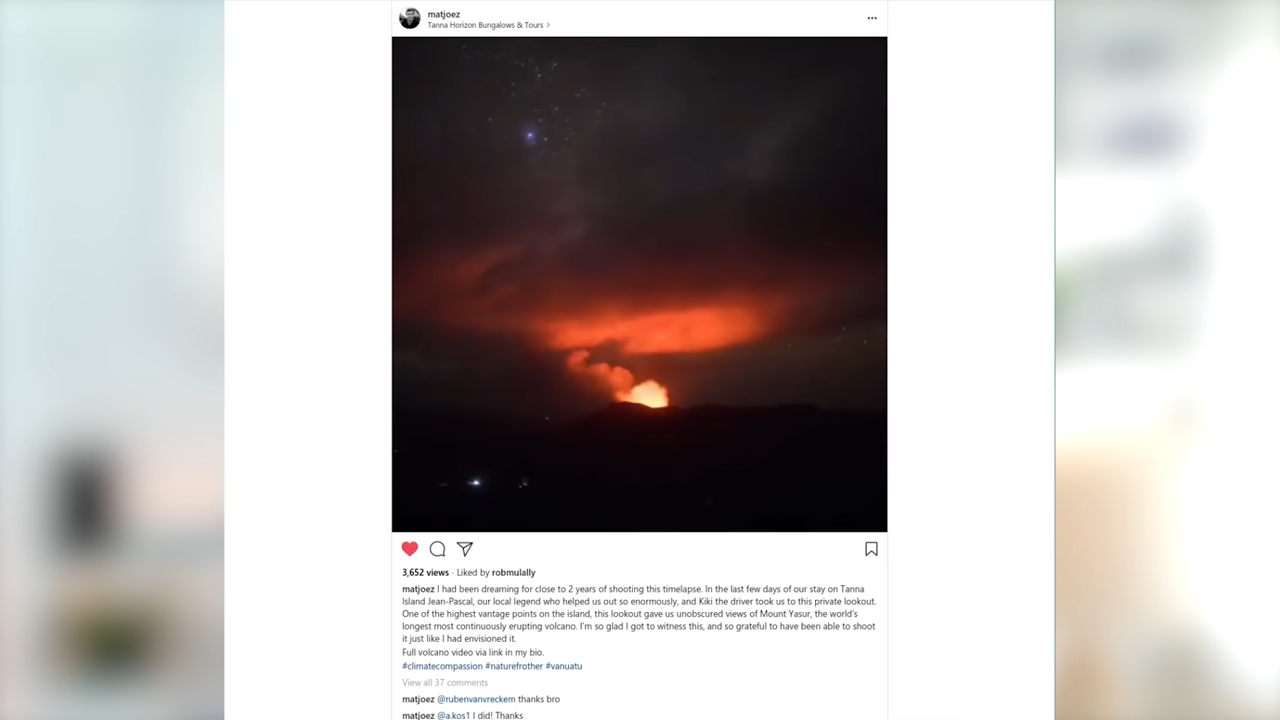 matjoez
Tanna Horizon Bungalows & Tours >
3,652 views · Liked by robmulally
matjoez I had been dreaming for close to 2 years of shooting this timelapse. In the last few days of our stay on Tanna
Island Jean-Pascal, our local legend who helped us out so enormously, and Kiki the driver took us to this private lookout.
One of the highest vantage points on the island, this lookout gave us unobscured views of Mount Yasur, the world's
longest most continuously erupting volcano. I'm so glad I got to witness this, and so grateful to have been able to shoot
it just like I had envisioned it.
Full volcano video via link in my bio.
#climatecompassion #naturefrother #vanuatu
View all 37 comments
matjoez @rubenvanvreckem thanks bro
matjoez @a.kos1 I did! Thanks